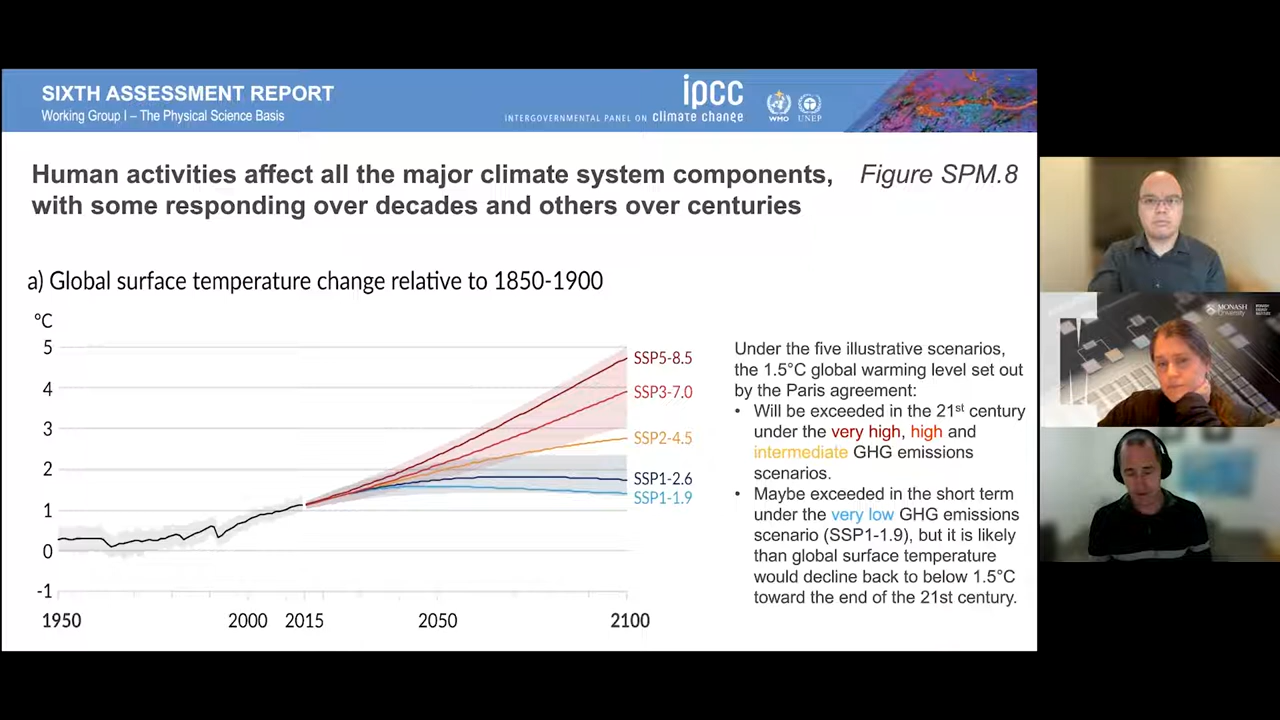 SIXTH ASSESSMENT REPORT
Working Group I – The Physical Science Basis
INTERGOVERNMENTAL PANEL ON climate change
ipcc
WMO
UNEP
Human activities affect all the major climate system components,
with some responding over decades and others over centuries
Figure SPM.8
a) Global surface temperature change relative to 1850-1900
°C
5
4
3
2
1
0
-1
1950
2000
2015
2050
2100
SSP5-8.5
SSP3-7.0
SSP2-4.5
SSP1-2.6
SSP1-1.9
Under the five illustrative scenarios,
the 1.5°C global warming level set out
by the Paris agreement:
• Will be exceeded in the 21st century
under the very high, high and
intermediate GHG emissions
scenarios.
• Maybe exceeded in the short term
under the very low GHG emissions
scenario (SSP1-1.9), but it is likely
than global surface temperature
would decline back to below 1.5°C
toward the end of the 21st century.
MONASH
University